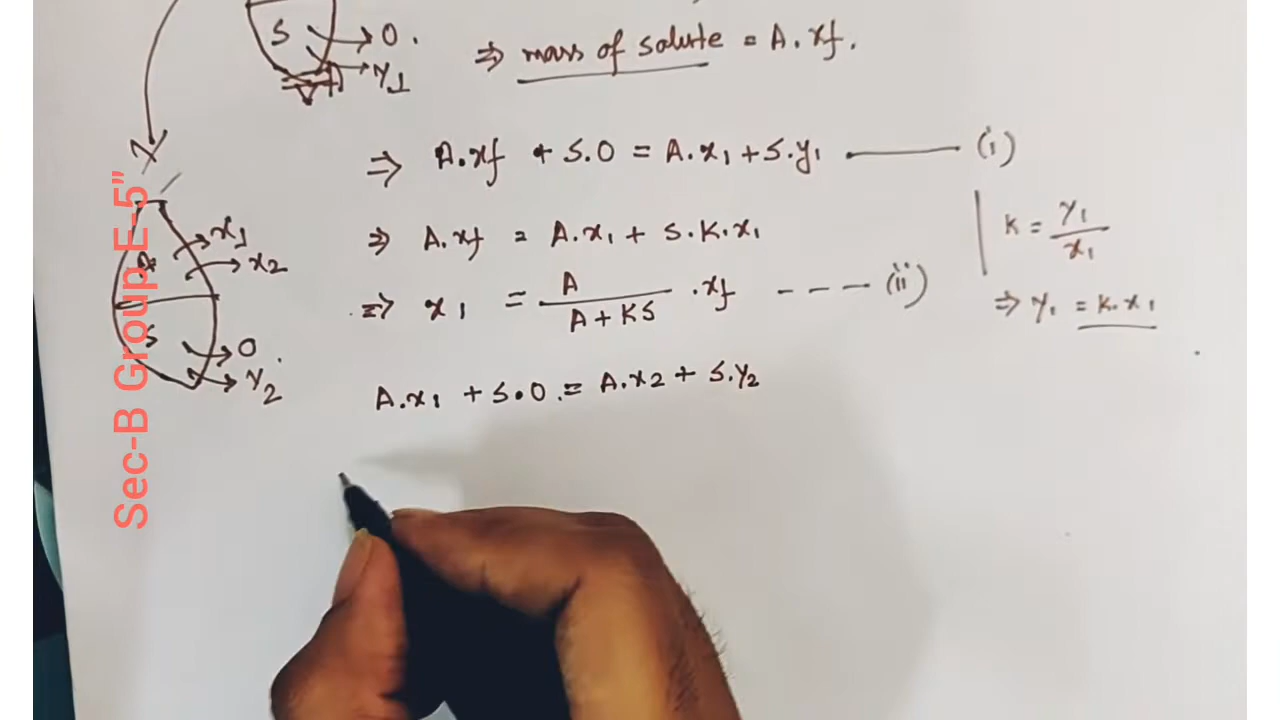 S → 0.
→ y1
⇒ mass of solute = A.xf.
⇒ A.xf + S.0 = A.x1 + S.y1 ——— (i)
⇒ A.xf = A.x1 + S.K.x1
K = y1/x1
⇒ x1 = A/(A + KS) .xf - - - - (ii)
⇒ y1 = K.x1
A.x1 + S.0 = A.x2 + S.y2
A → x1
→ x2
S → 0.
→ y2
Sec-B Group E-5"